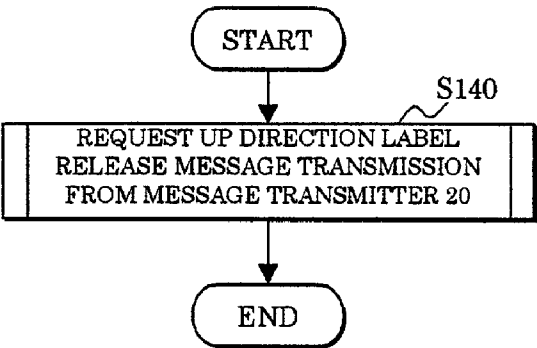 START
S140
REQUEST UP DIRECTION LABEL
RELEASE MESSAGE TRANSMISSION
FROM MESSAGE TRANSMITTER 20
END